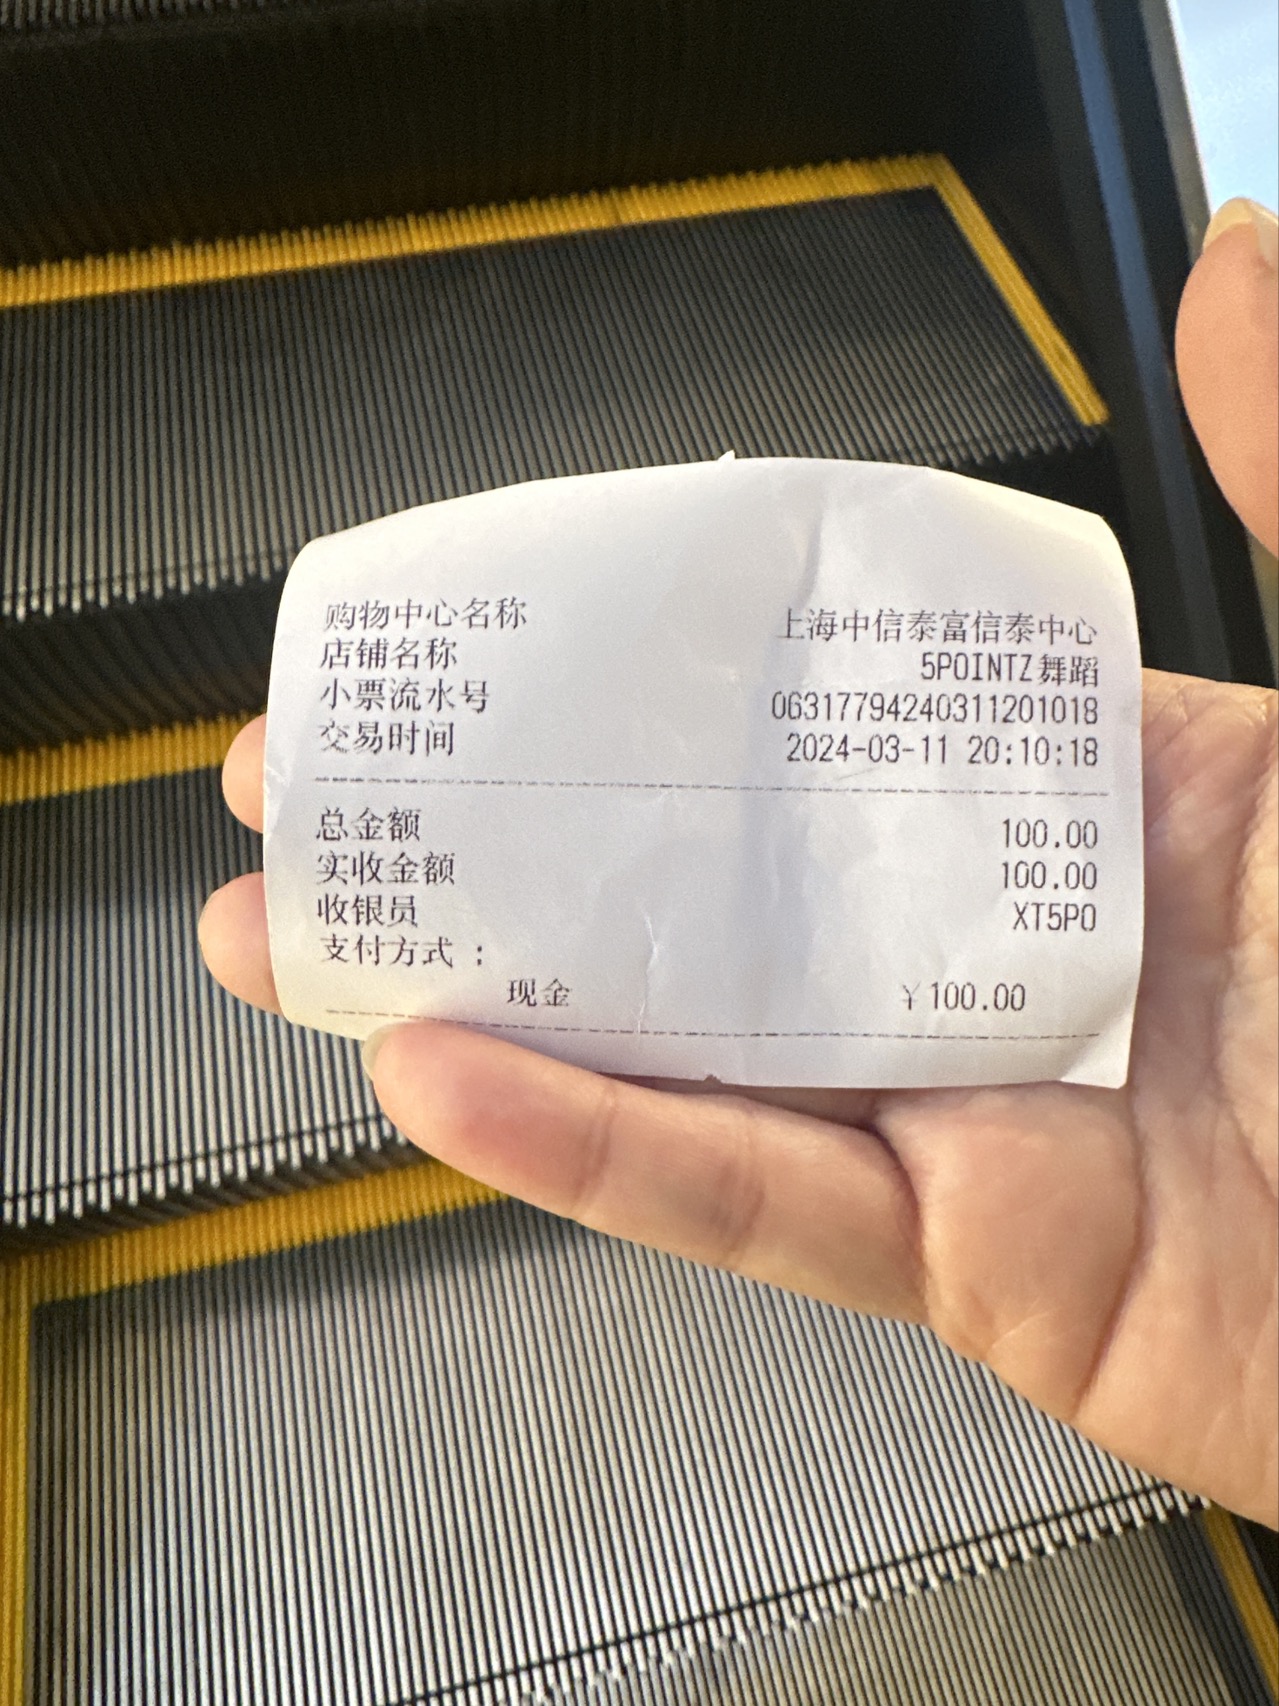 购物中心名称 上海中信泰富信泰中心
店铺名称 5POINTZ舞蹈
小票流水号 06317794240311201018
交易时间 2024-03-11 20:10:18
总金额 100.00
实收金额 100.00
收银员 XT5PO
支付方式 :
现金 ¥100.00